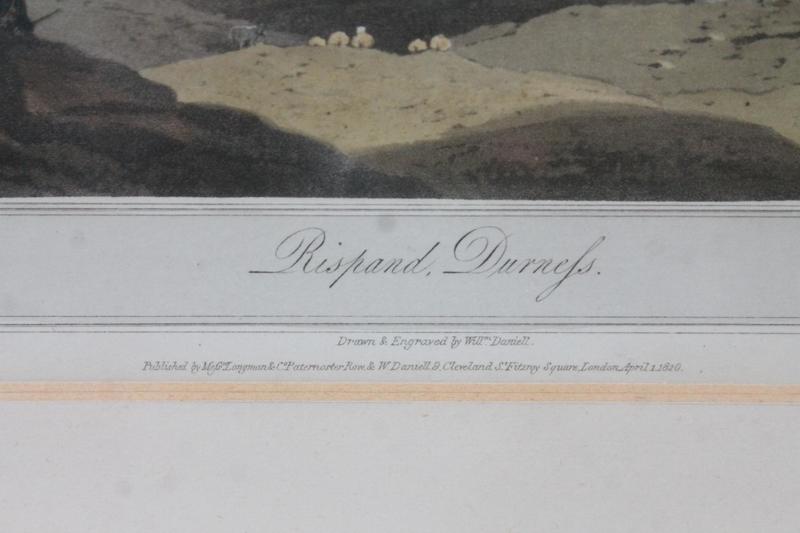 Rispand, Durneſs.
Drawn & Engraved by Willm. Daniell.
Published by Meſsrs. Longman & Co. Paternoster Row, & W. Daniell, 9, Cleveland St. Fitzroy Square, London April 1. 1820.